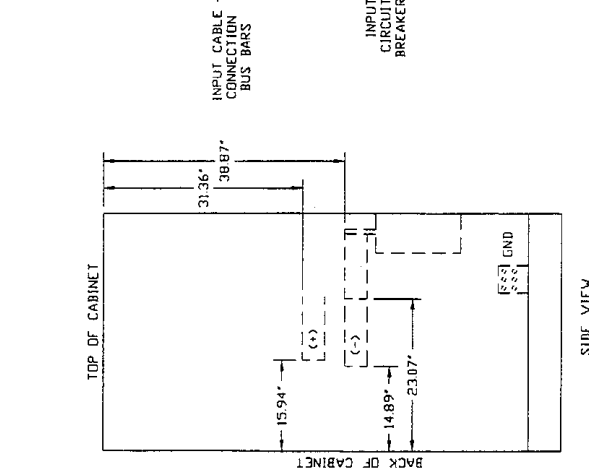 INPUT CABLE
CONNECTION
BUS BARS
INPUT
CIRCUIT
BREAKER
TOP OF CABINET
31.36"
38.87"
(+)
(-)
GND
15.94"
14.89"
23.07"
BACK OF CABINET
SIDE VIEW